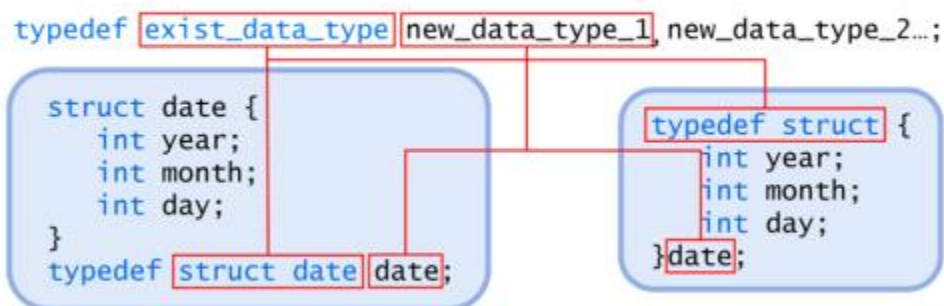 typedef exist_data_type new_data_type_1, new_data_type_2…;
struct date {
int year;
int month;
int day;
}
typedef struct date date;
typedef struct {
int year;
int month;
int day;
}date;